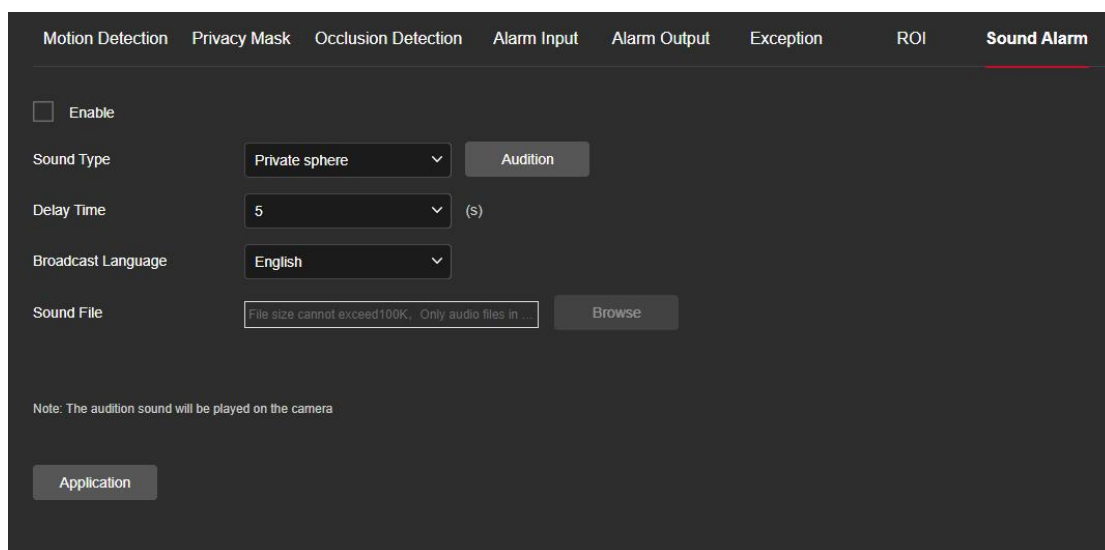 Motion Detection Privacy Mask Occlusion Detection Alarm Input Alarm Output Exception ROI Sound Alarm
Enable
Sound Type Private sphere Audition
Delay Time 5 (s)
Broadcast Language English
Sound File File size cannot exceed100K, Only audio files in ... Browse
Note: The audition sound will be played on the camera
Application